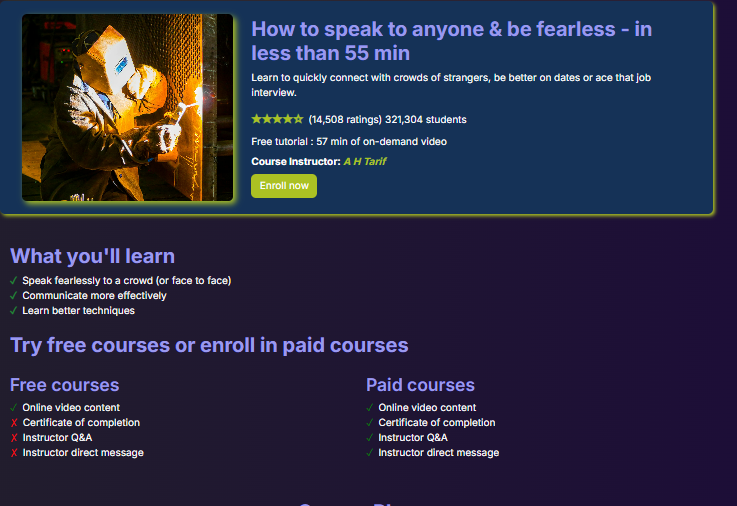 How to speak to anyone & be fearless - in
less than 55 min
Learn to quickly connect with crowds of strangers, be better on dates or ace that job
interview.
(14,508 ratings) 321,304 students
Free tutorial : 57 min of on-demand video
Course Instructor: A H Tarif
Enroll now
What you'll learn
✓ Speak fearlessly to a crowd (or face to face)
✓ Communicate more effectively
✓ Learn better techniques
Try free courses or enroll in paid courses
Free courses
✓ Online video content
✗ Certificate of completion
✗ Instructor Q&A
✗ Instructor direct message
Paid courses
✓ Online video content
✓ Certificate of completion
✓ Instructor Q&A
✓ Instructor direct message